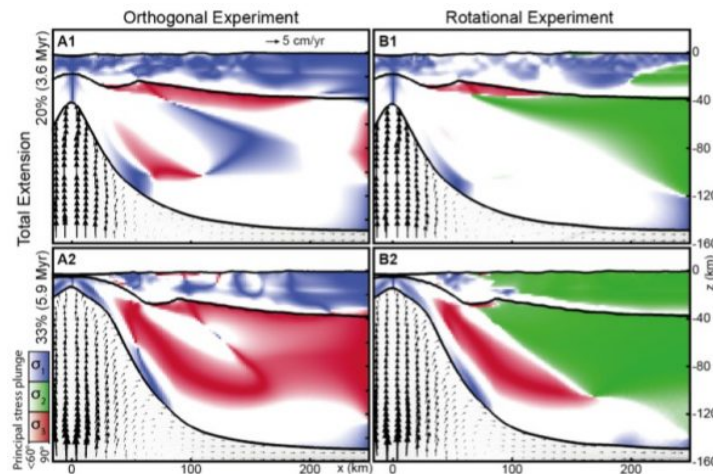 Orthogonal Experiment
Rotational Experiment
A1
→ 5 cm/yr
B1
Total Extension
20% (3.6 Myr)
33% (5.9 Myr)
0
-40
-80
-120
-160
A2
B2
0
-40
-80
-120
-160
z (km)
Principal stress plunge
<60°
90°
σ1
σ2
σ3
0
100
x (km)
200
0
100
200